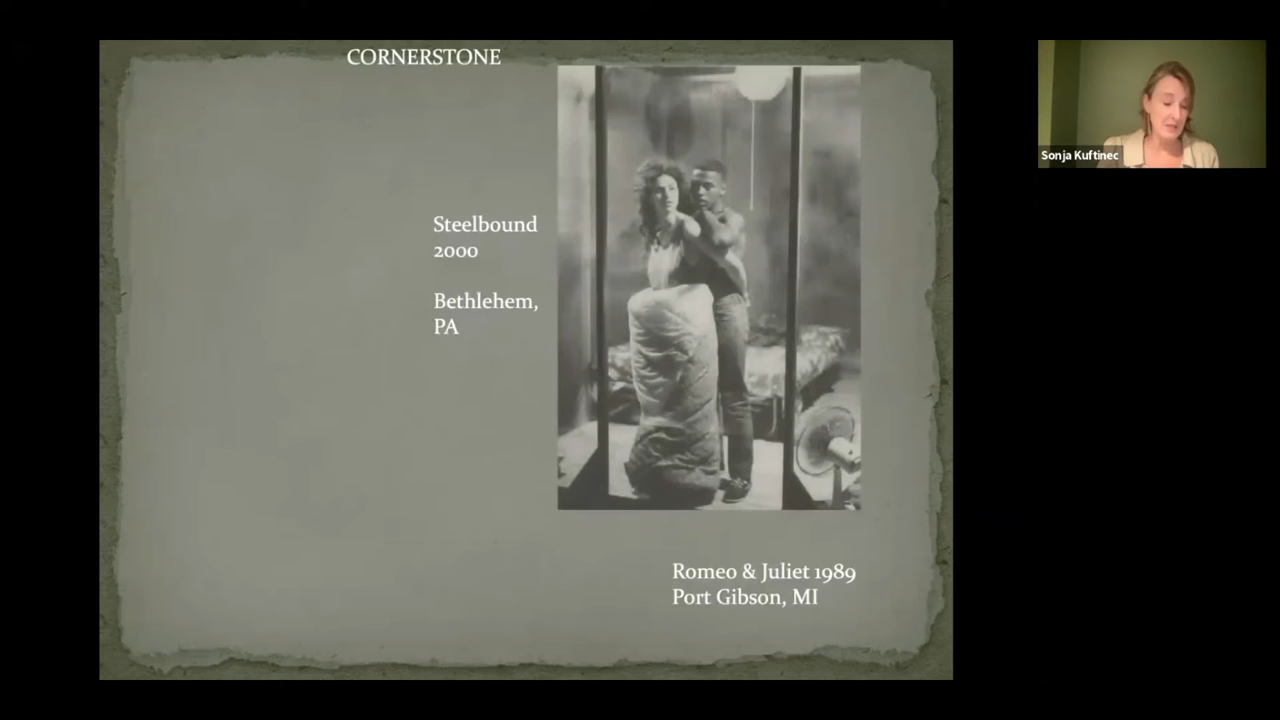 CORNERSTONE
Steelbound
2000
Bethlehem,
PA
Romeo & Juliet 1989
Port Gibson, MI
Sonja Kuftinec